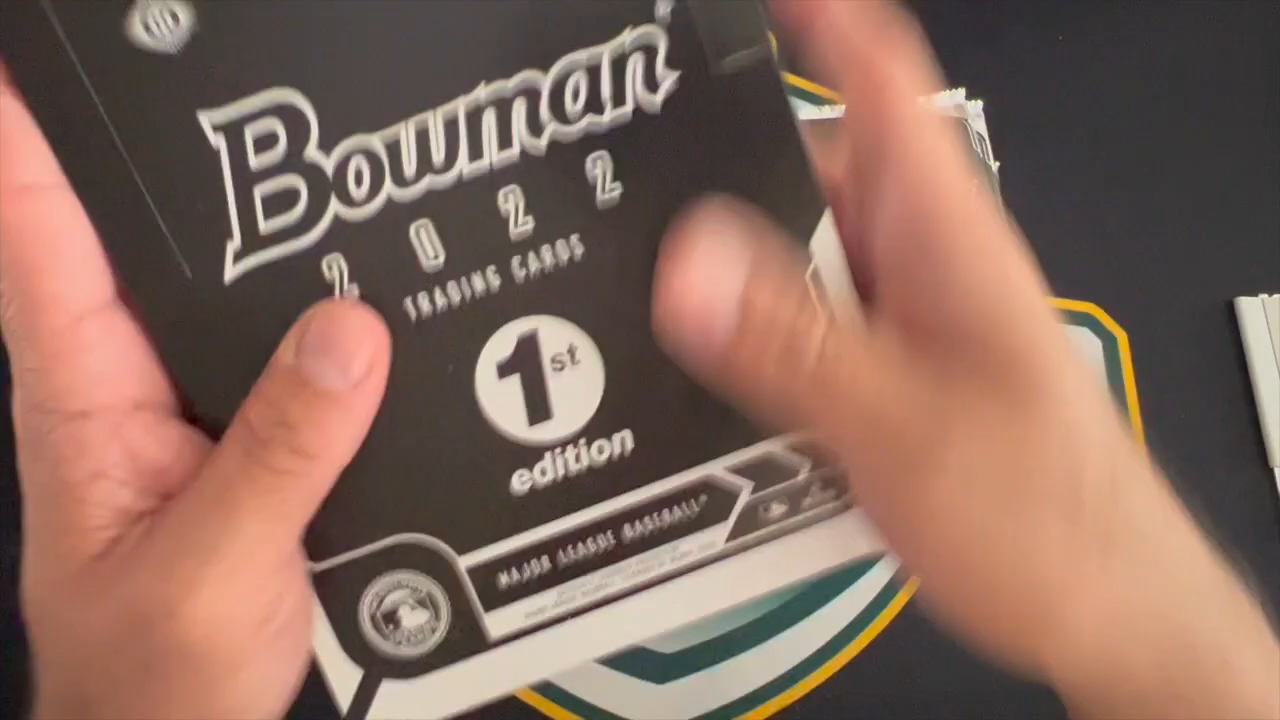 Bowman
2022
TRADING CARDS
1st
edition
MAJOR LEAGUE BASEBALL